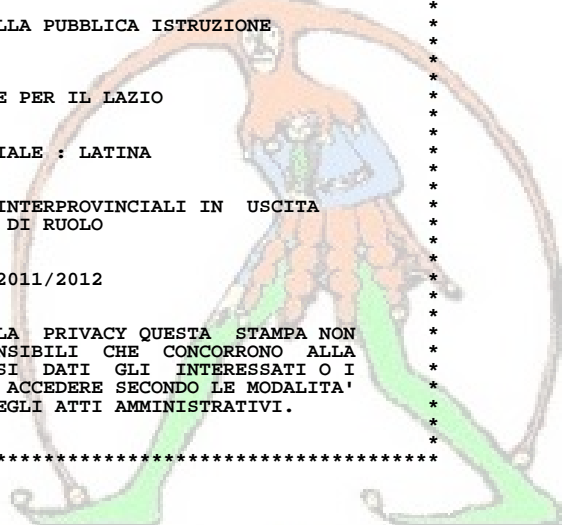 *
LLA PUBBLICA ISTRUZIONE *
*
*
*
E PER IL LAZIO *
*
*
IALE : LATINA *
*
*
INTERPROVINCIALI IN USCITA *
DI RUOLO *
*
*
2011/2012 *
*
*
LA PRIVACY QUESTA STAMPA NON *
NSIBILI CHE CONCORRONO ALLA *
SI DATI GLI INTERESSATI O I *
ACCEDERE SECONDO LE MODALITA' *
EGLI ATTI AMMINISTRATIVI. *
*
*
**************************************